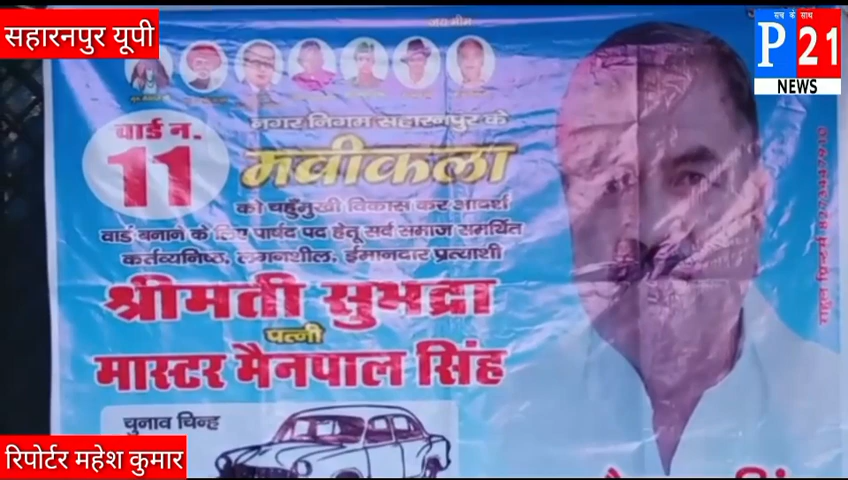 सहारनपुर यूपी
जय भीम
सच के साथ
P21
NEWS
वार्ड न.
11
नगर निगम सहारनपुर के
मवीकला
को चहुँमुखी विकास कर आदर्श
वार्ड बनाने के लिए पार्षद पद हेतु सर्व समाज समर्थित
कर्तव्यनिष्ठ, लगनशील, ईमानदार प्रत्याशी
श्रीमती सुभद्रा
पत्नी
मास्टर मैनपाल सिंह
चुनाव चिन्ह
रिपोर्टर महेश कुमार